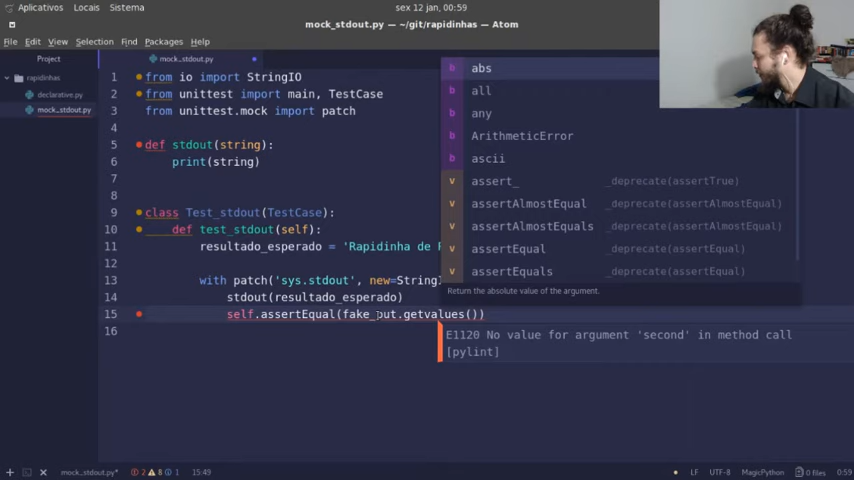 Aplicativos Locais Sistema sex 12 jan, 00:59
mock_stdout.py — ~/git/rapidinhas — Atom
File Edit View Selection Find Packages Help
Project mock_stdout.py
rapidinhas
declarative.py
mock_stdout.py
1 from io import StringIO
2 from unittest import main, TestCase
3 from unittest.mock import patch
4
5 def stdout(string):
6 print(string)
7
8
9 class Test_stdout(TestCase):
10 def test_stdout(self):
11 resultado_esperado = 'Rapidinha de
12
13 with patch('sys.stdout', new=StringI
14 stdout(resultado_esperado)
15 self.assertEqual(fake_out.getvalues())
16
b abs
b all
b any
b ArithmeticError
b ascii
v assert_ _deprecate(assertTrue)
v assertAlmostEqual _deprecate(assertAlmostEqual)
v assertAlmostEquals _deprecate(assertAlmostEqual)
v assertEqual _deprecate(assertEqual)
v assertEquals _deprecate(assertEqual)
Return the absolute value of the argument.
E1120 No value for argument 'second' in method call
[pylint]
mock_stdout.py* 2 8 1 15:49 LF UTF-8 MagicPython 0 files 0:59